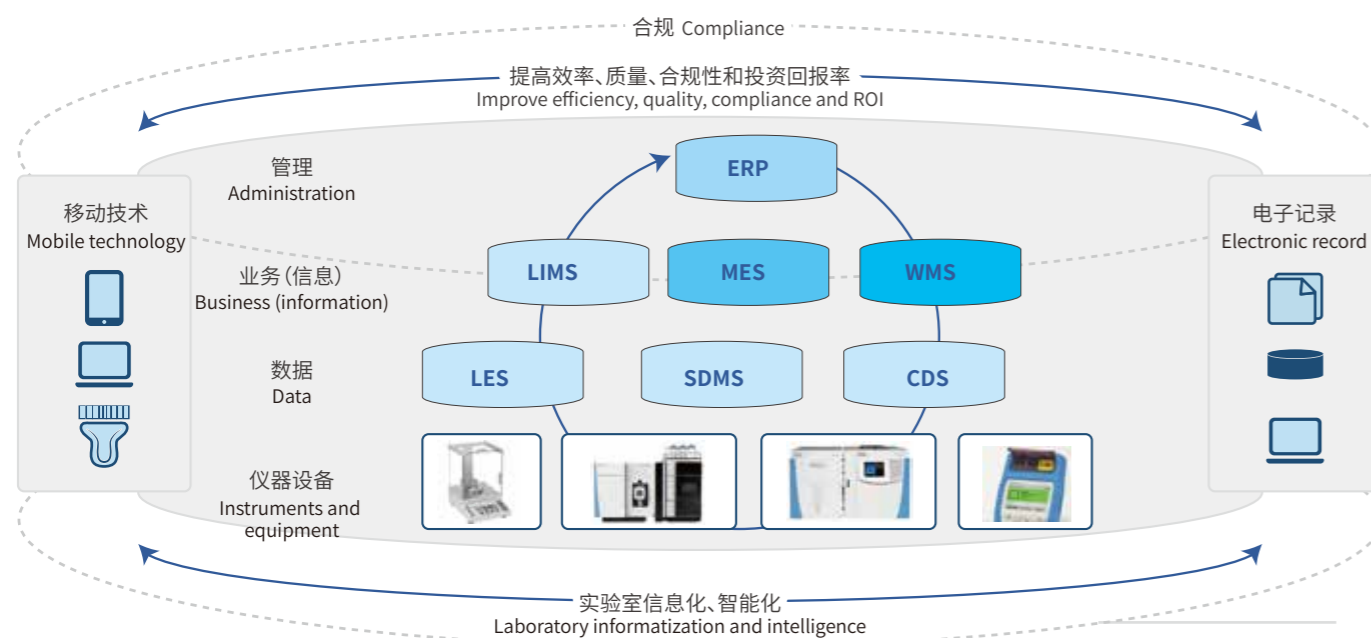 合规 Compliance
提高效率、质量、合规性和投资回报率
Improve efficiency, quality, compliance and ROI
管理
Administration
ERP
移动技术
Mobile technology
电子记录
Electronic record
业务（信息）
Business (information)
LIMS
MES
WMS
数据
Data
LES
SDMS
CDS
仪器设备
Instruments and
equipment
实验室信息化、智能化
Laboratory informatization and intelligence